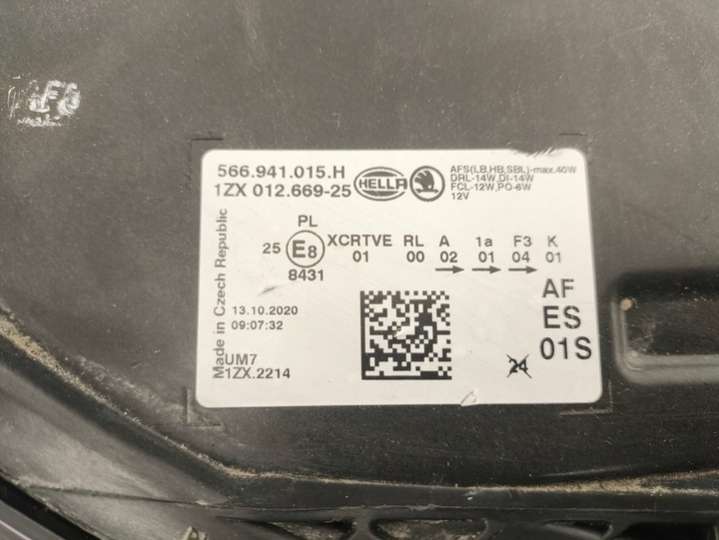 566.941.015.H
1ZX 012.669-25
HELLA
AFS(LB,HB,SBL)-max.40W
DRL-14W,DI-14W
FCL-12W,PO-6W
12V
PL
25 E8 XCRTVE RL A 1a F3 K
8431 01 00 02 01 04 01
Made in Czech Republic
13.10.2020
09:07:32
UM7
1ZX.2214
AF
ES
01S
24